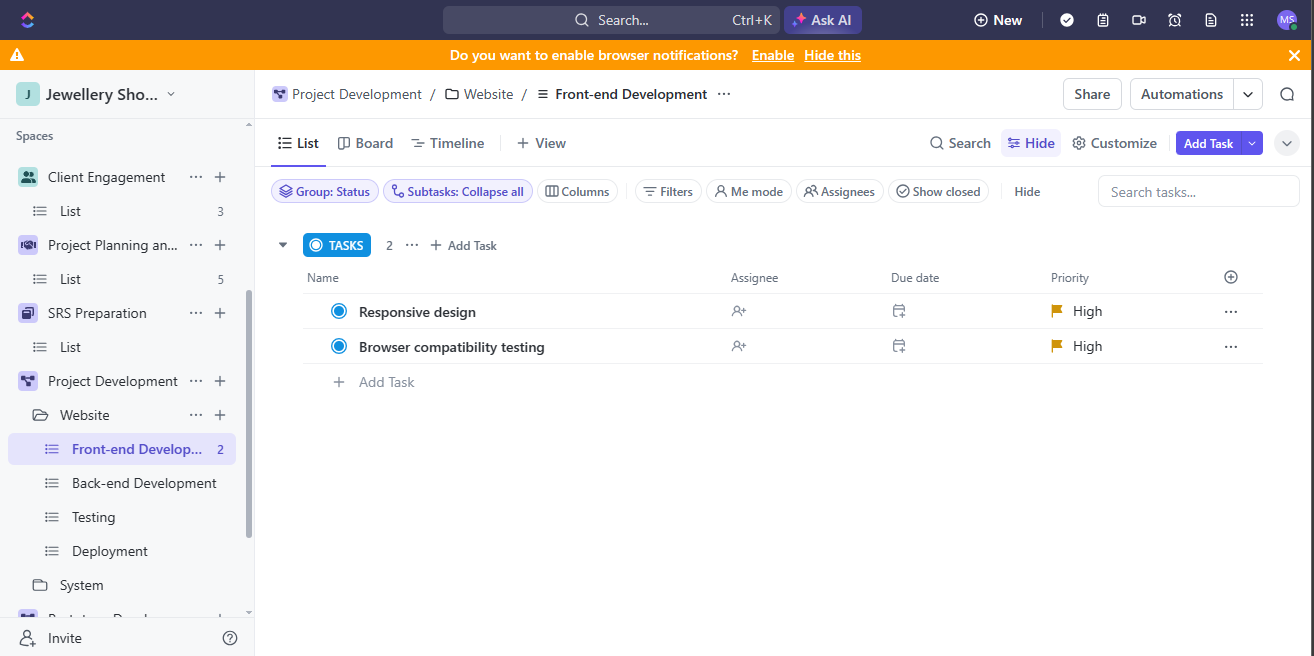 Search... Ctrl+K Ask AI New MS
Do you want to enable browser notifications? Enable Hide this
J Jewellery Sho...
Project Development / Website / Front-end Development
Share Automations
Spaces
List Board Timeline View
Search Hide Customize Add Task
Client Engagement
List 3
Project Planning an...
List 5
SRS Preparation
List
Project Development
Website
Front-end Develop... 2
Back-end Development
Testing
Deployment
System
Invite
Group: Status Subtasks: Collapse all Columns Filters Me mode Assignees Show closed Hide Search tasks...
TASKS 2 Add Task
Name Assignee Due date Priority
Responsive design High
Browser compatibility testing High
Add Task